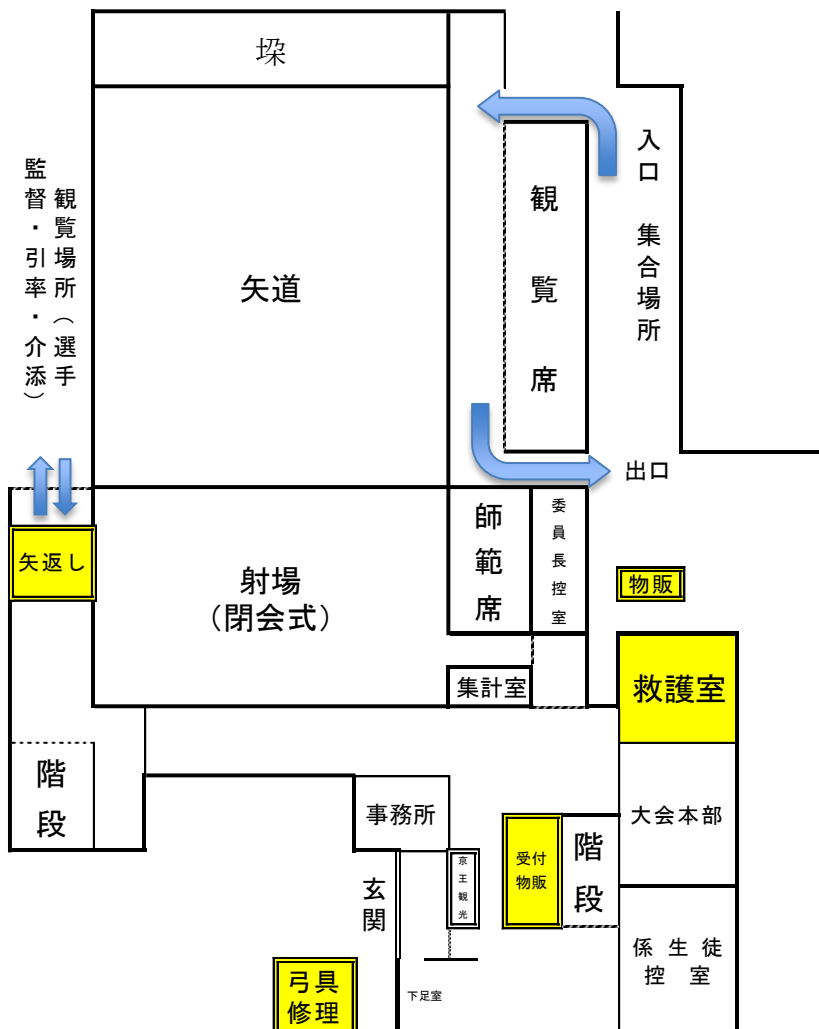 垜
入口 集合場所
観覧席
観覧場所（選手
監督・引率・介添）
矢道
出口
師範席
委員長控室
矢返し
射場
（閉会式）
物販
集計室
救護室
階段
事務所
大会本部
受付
物販
階段
京王観光
玄関
係生徒
控室
弓具
修理
下足室